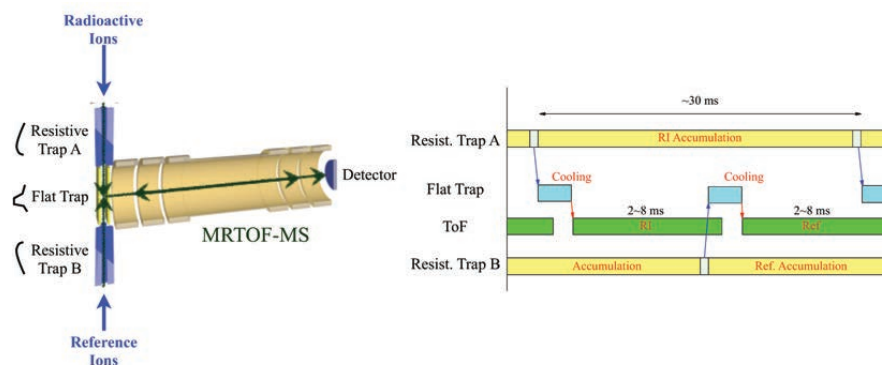 Radioactive
Ions
Resistive
Trap A
Flat Trap
Resistive
Trap B
Detector
MRTOF-MS
Reference
Ions
~30 ms
Resist. Trap A
RI Accumulation
Cooling
Cooling
Flat Trap
2~8 ms
2~8 ms
ToF
RI
Ref
Resist. Trap B
Accumulation
Ref. Accumulation